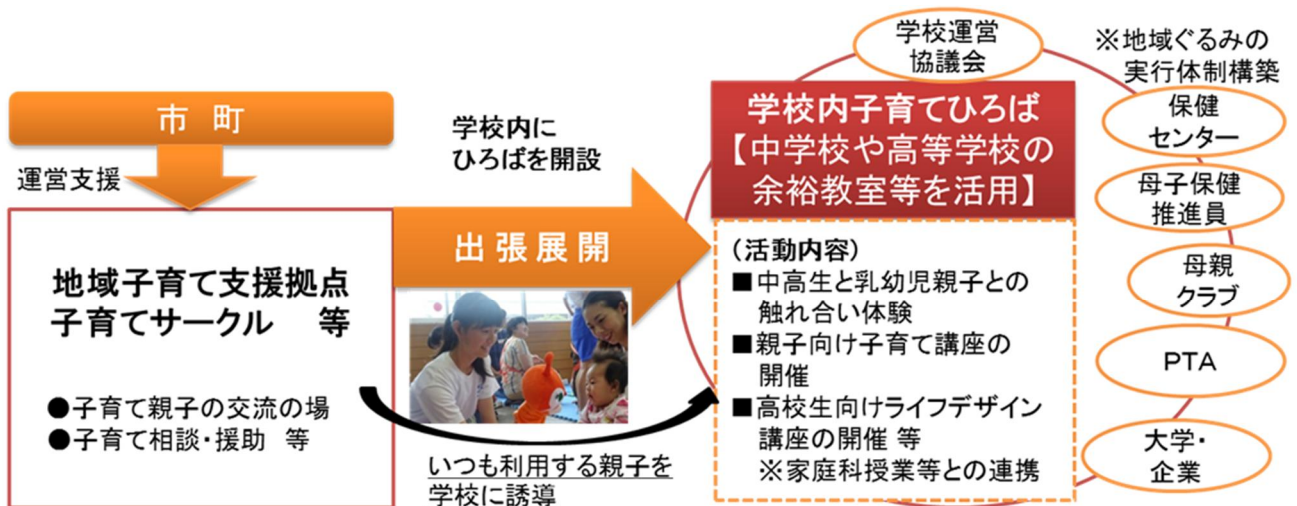 市 町
運営支援
地域子育て支援拠点
子育てサークル 等
●子育て親子の交流の場
●子育て相談・援助 等
学校内に
ひろばを開設
出張展開
いつも利用する親子を
学校に誘導
学校内子育てひろば
【中学校や高等学校の
余裕教室等を活用】
(活動内容)
■中高生と乳幼児親子との
触れ合い体験
■親子向け子育て講座の
開催
■高校生向けライフデザイン
講座の開催 等
※家庭科授業等との連携
学校運営
協議会
※地域ぐるみの
実行体制構築
保健
センター
母子保健
推進員
母親
クラブ
PTA
大学・
企業